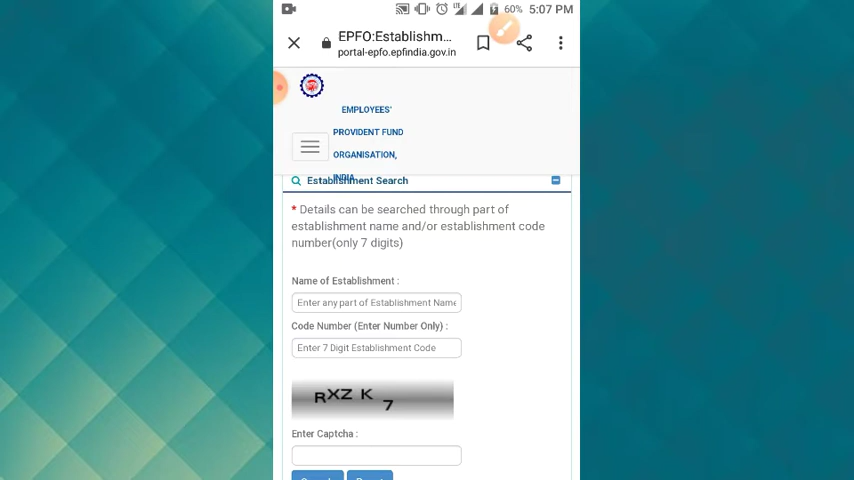 LTE 60% 5:07 PM
EPFO:Establishm...
portal-epfo.epfindia.gov.in
EMPLOYEES'
PROVIDENT FUND
ORGANISATION,
INDIA
Establishment Search
* Details can be searched through part of
establishment name and/or establishment code
number(only 7 digits)
Name of Establishment :
Enter any part of Establishment Name
Code Number (Enter Number Only) :
Enter 7 Digit Establishment Code
RXZ K 7
Enter Captcha :